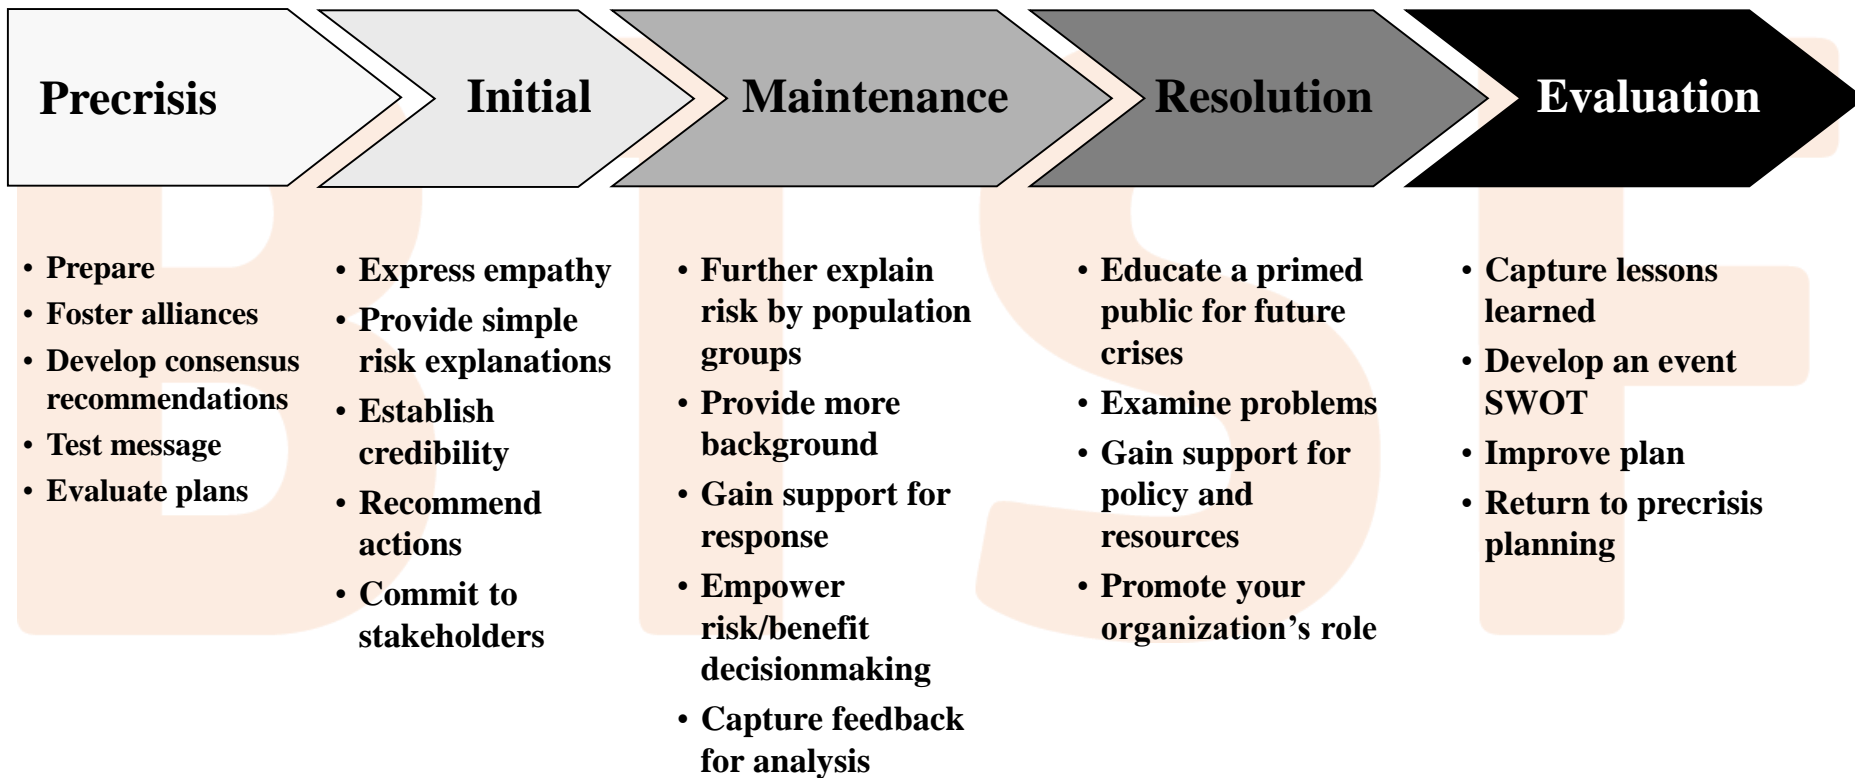 Precrisis
Initial
Maintenance
Resolution
Evaluation
• Prepare
• Foster alliances
• Develop consensus
recommendations
• Test message
• Evaluate plans
• Express empathy
• Provide simple
risk explanations
• Establish
credibility
• Recommend
actions
• Commit to
stakeholders
• Further explain
risk by population
groups
• Provide more
background
• Gain support for
response
• Empower
risk/benefit
decisionmaking
• Capture feedback
for analysis
• Educate a primed
public for future
crises
• Examine problems
• Gain support for
policy and
resources
• Promote your
organization's role
• Capture lessons
learned
• Develop an event
SWOT
• Improve plan
• Return to precrisis
planning
BTSF